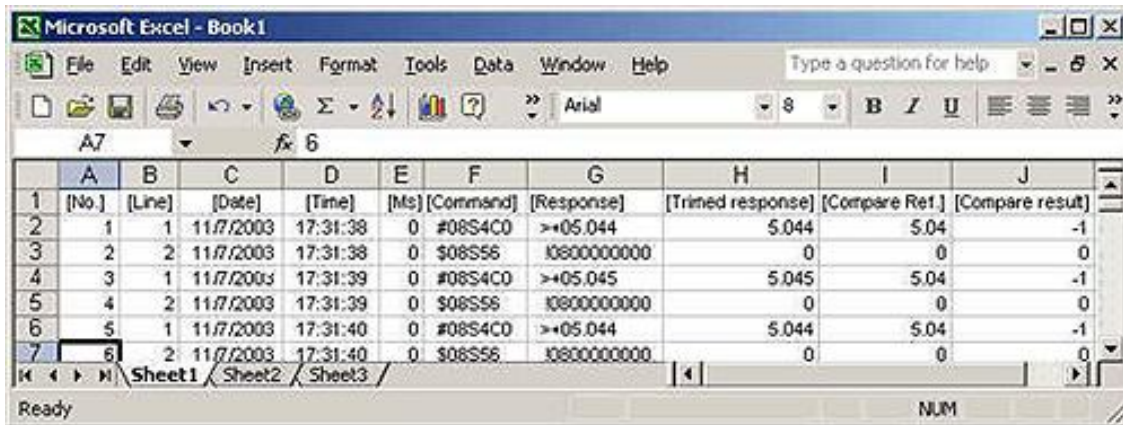 Microsoft Excel - Book1
File Edit View Insert Format Tools Data Window Help Type a question for help
Arial 8 B I U
A7 fx 6
A B C D E F G H I J
1 [No.] [Line] [Date] [Time] [Ms] [Command] [Response] [Trimed response] [Compare Ref.] [Compare resut]
2 1 1 11/7/2003 17:31:38 0 #08S4C0 >+05.044 5.044 5.04 -1
3 2 2 11/7/2003 17:31:38 0 $08S56 !0800000000 0 0 0
4 3 1 11/7/2003 17:31:39 0 #08S4C0 >+05.045 5.045 5.04 -1
5 4 2 11/7/2003 17:31:39 0 $08S56 !0800000000 0 0 0
6 5 1 11/7/2003 17:31:40 0 #08S4C0 >+05.044 5.044 5.04 -1
7 6 2 11/7/2003 17:31:40 0 $08S56 !0800000000 0 0 0
Sheet1 Sheet2 Sheet3
Ready NUM